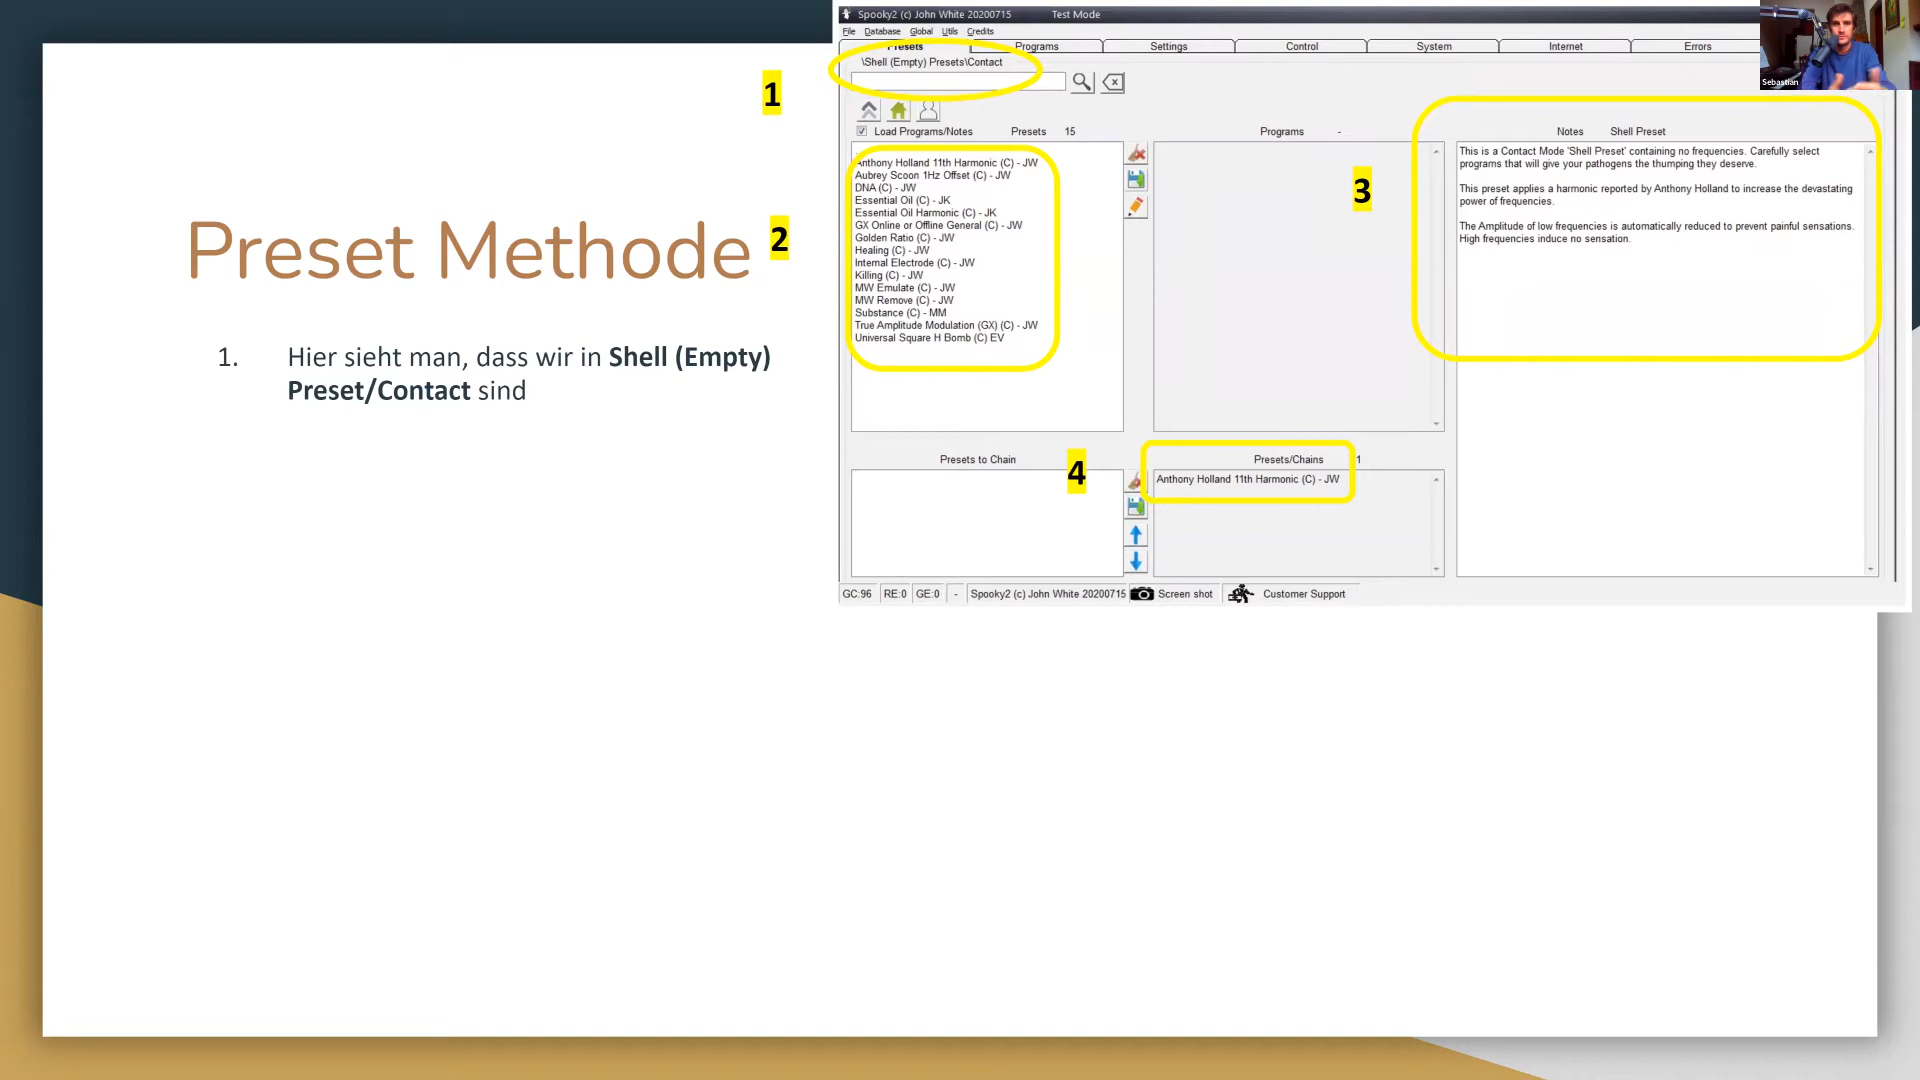 Spooky2 (c) John White 20200715 Test Mode
File Database Global Utils Credits
Presets Programs Settings Control System Internet Errors
\Shell (Empty) Presets\Contact
1
Sebastian
Load Programs/Notes Presets 15 Programs - Notes Shell Preset
Anthony Holland 11th Harmonic (C) - JW
Aubrey Scoon 1Hz Offset (C) - JW
DNA (C) - JW
Essential Oil (C) - JK
Essential Oil Harmonic (C) - JK
GX Online or Offline General (C) - JW
Golden Ratio (C) - JW
Healing (C) - JW
Internal Electrode (C) - JW
Killing (C) - JW
MW Emulate (C) - JW
MW Remove (C) - JW
Substance (C) - MM
True Amplitude Modulation (GX) (C) - JW
Universal Square H Bomb (C) EV
3
This is a Contact Mode 'Shell Preset' containing no frequencies. Carefully select
programs that will give your pathogens the thumping they deserve.
This preset applies a harmonic reported by Anthony Holland to increase the devastating
power of frequencies.
The Amplitude of low frequencies is automatically reduced to prevent painful sensations.
High frequencies induce no sensation.
Preset Methode
2
1. Hier sieht man, dass wir in Shell (Empty)
Preset/Contact sind
Presets to Chain
4
Presets/Chains 1
Anthony Holland 11th Harmonic (C) - JW
GC:96 RE:0 GE:0 - Spooky2 (c) John White 20200715 Screen shot Customer Support